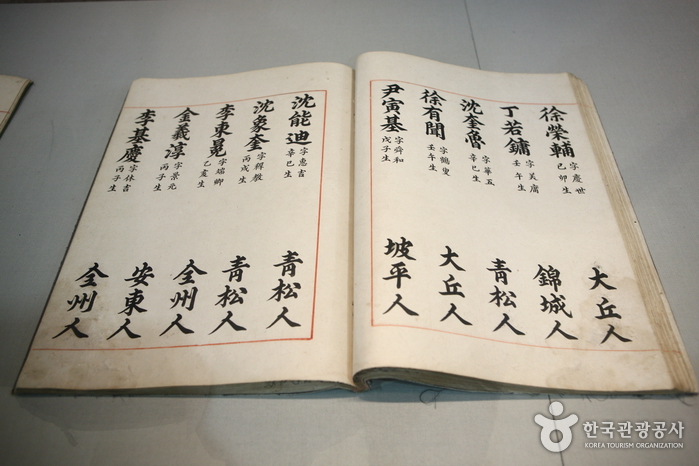 徐榮輔 字慶世 己卯生 大丘人
丁若鏞 字美庸 壬午生 錦城人
沈奎魯 字華五 辛巳生 青松人
徐有聞 字鶴叟 壬午生 大丘人
尹寅基 字舜和 戊子生 坡平人
沈能迪 字惠吉 辛巳生 青松人
沈象奎 字穉教 丙戌生 青松人
李東冕 字瑞卿 乙亥生 全州人
金羲淳 字景元 丙子生 安東人
李基慶 字休吉 丙子生 全州人
한국관광공사
KOREA TOURISM ORGANIZATION